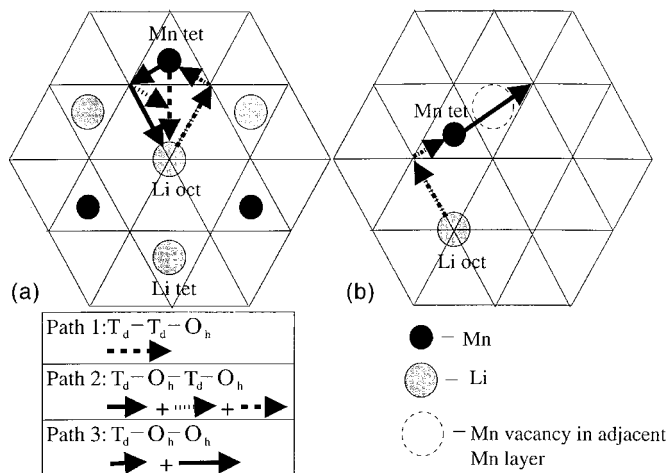 Mn tet
Li oct
Li tet
(a)
Mn tet
Li oct
(b)
Path 1: Td–Td–Oh
Path 2: Td–Oh–Td–Oh
+ +
Path 3: Td–Oh–Oh
+
– Mn
– Li
– Mn vacancy in adjacent
Mn layer